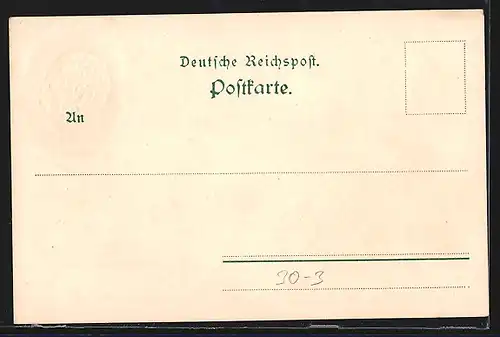 Deutsche Reichspost.
Postkarte.
An
30-3